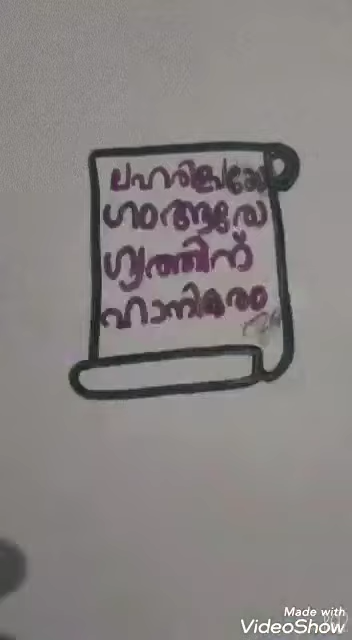 ലഹരിഉപയോ
ഗംആരോ
ഗ്യത്തിന്
ഹാനികരം
Made with
VideoShow